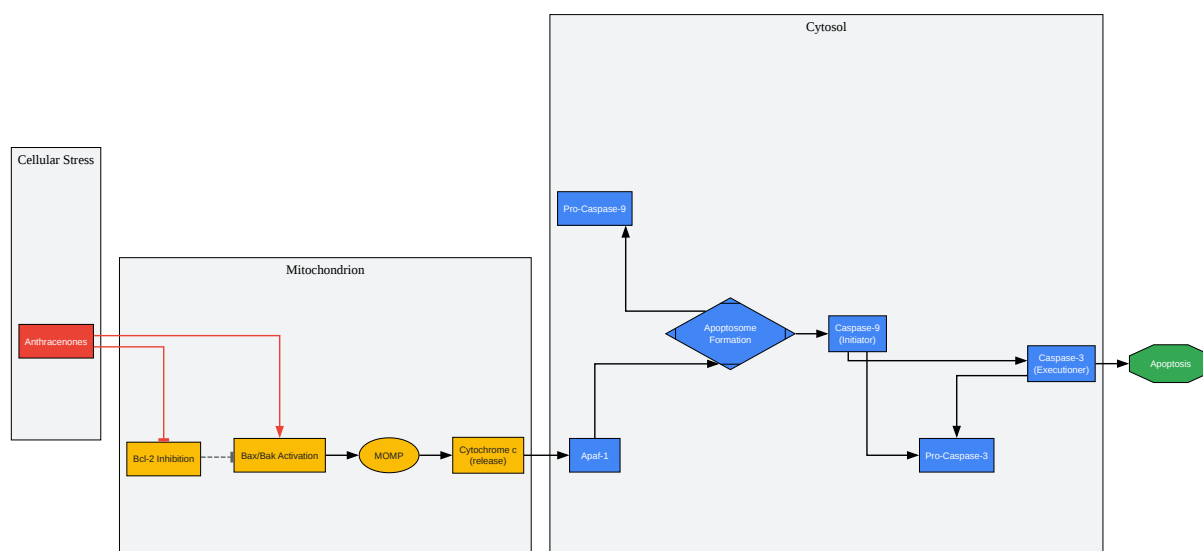 Cytosol
Cellular Stress
Pro-Caspase-9
Mitochondrion
Anthracenones
Apoptosome
Formation
Caspase-9
(Initiator)
Caspase-3
(Executioner)
Apoptosis
Bcl-2 Inhibition
Bax/Bak Activation
MOMP
Cytochrome c
(release)
Apaf-1
Pro-Caspase-3